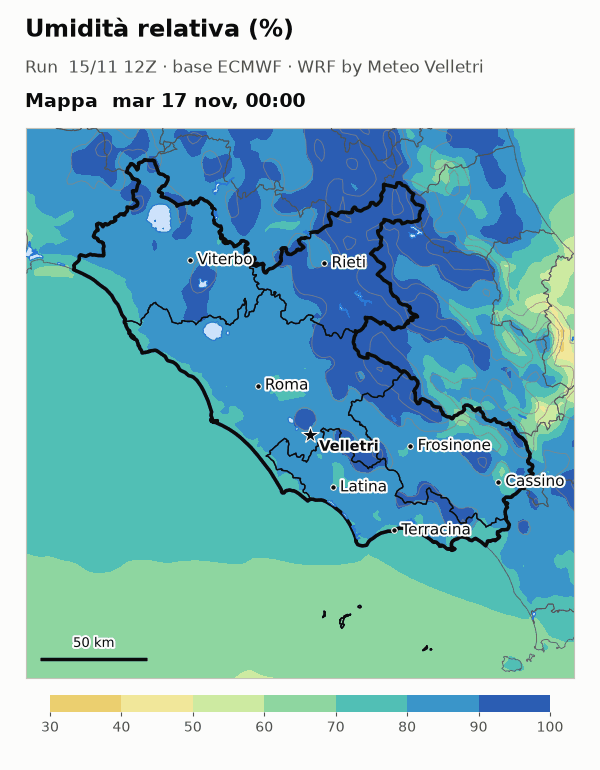 Umidità relativa (%)
Run 15/11 12Z · base ECMWF · WRF by Meteo Velletri
Mappa mar 17 nov, 00:00
Viterbo
Rieti
Roma
Velletri
Frosinone
Latina
Cassino
Terracina
50 km
30 40 50 60 70 80 90 100